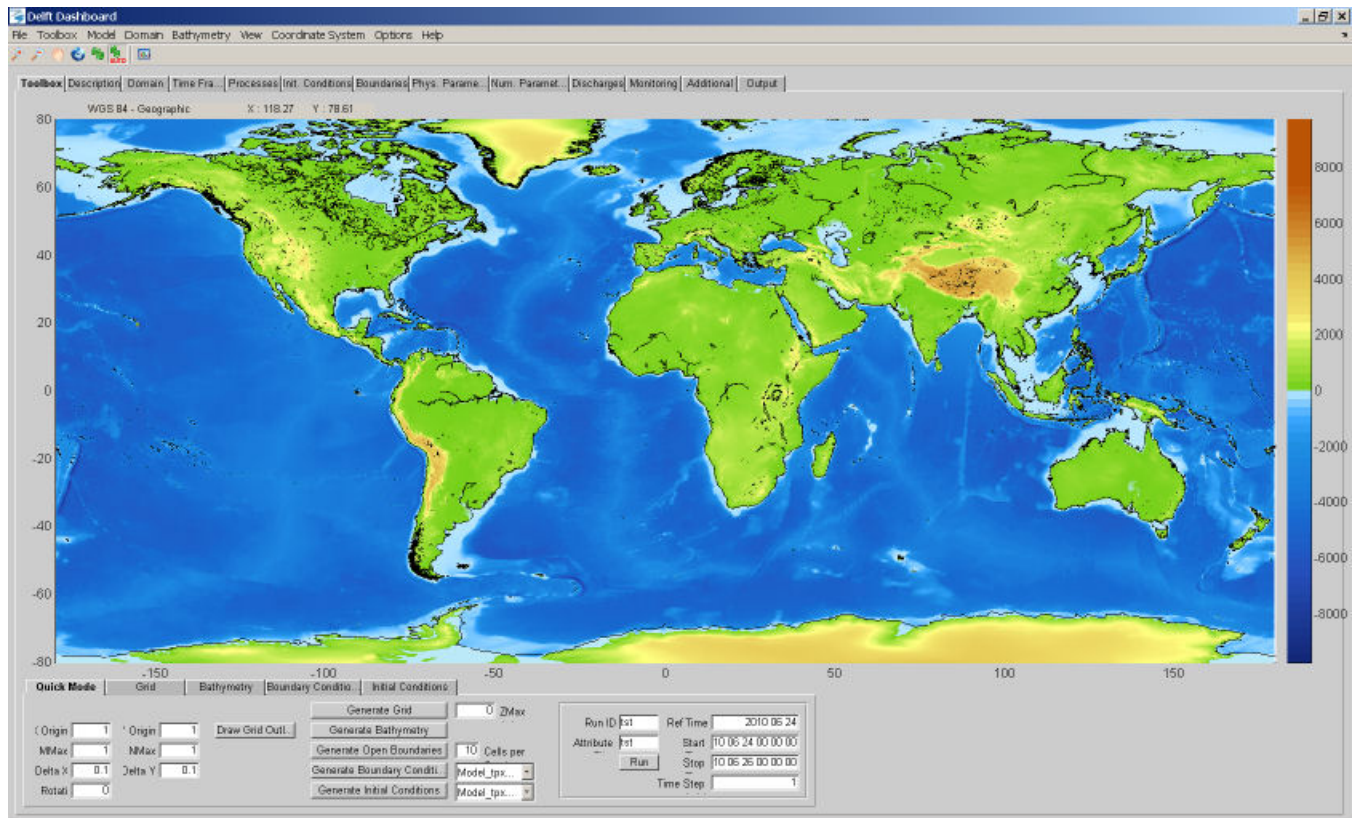 Delft Dashboard
File Toolbox Model Domain Bathymetry View Coordinate System Options Help
Toolbox Description Domain Time Fra... Processes Init. Conditions Boundaries Phys. Parame... Num. Paramet... Discharges Monitoring Additional Output
WGS 84 - Geographic X : 118.27 Y : 78.61
80
60
40
20
0
-20
-40
-60
-80
8000
6000
4000
2000
0
-2000
-4000
-6000
-8000
-150 -100 -50 0 50 100 150
Quick Mode Grid Bathymetry Boundary Conditio... Initial Conditions
Generate Grid 0 ZMax
Origin 1 Origin 1 Draw Grid Outl... Generate Bathymetry
MMax 1 NMax 1 Generate Open Boundaries 10 Cells per
Delta X 0.1 Delta Y 0.1 Generate Boundary Conditi... Model_tpx...
Rotati 0 Generate Initial Conditions Model_tpx...
Run ID tst Ref Time 2010 06 24
Attribute tst Start 10 06 24 00 00 00
Run Stop 10 06 26 00 00 00
Time Step 1